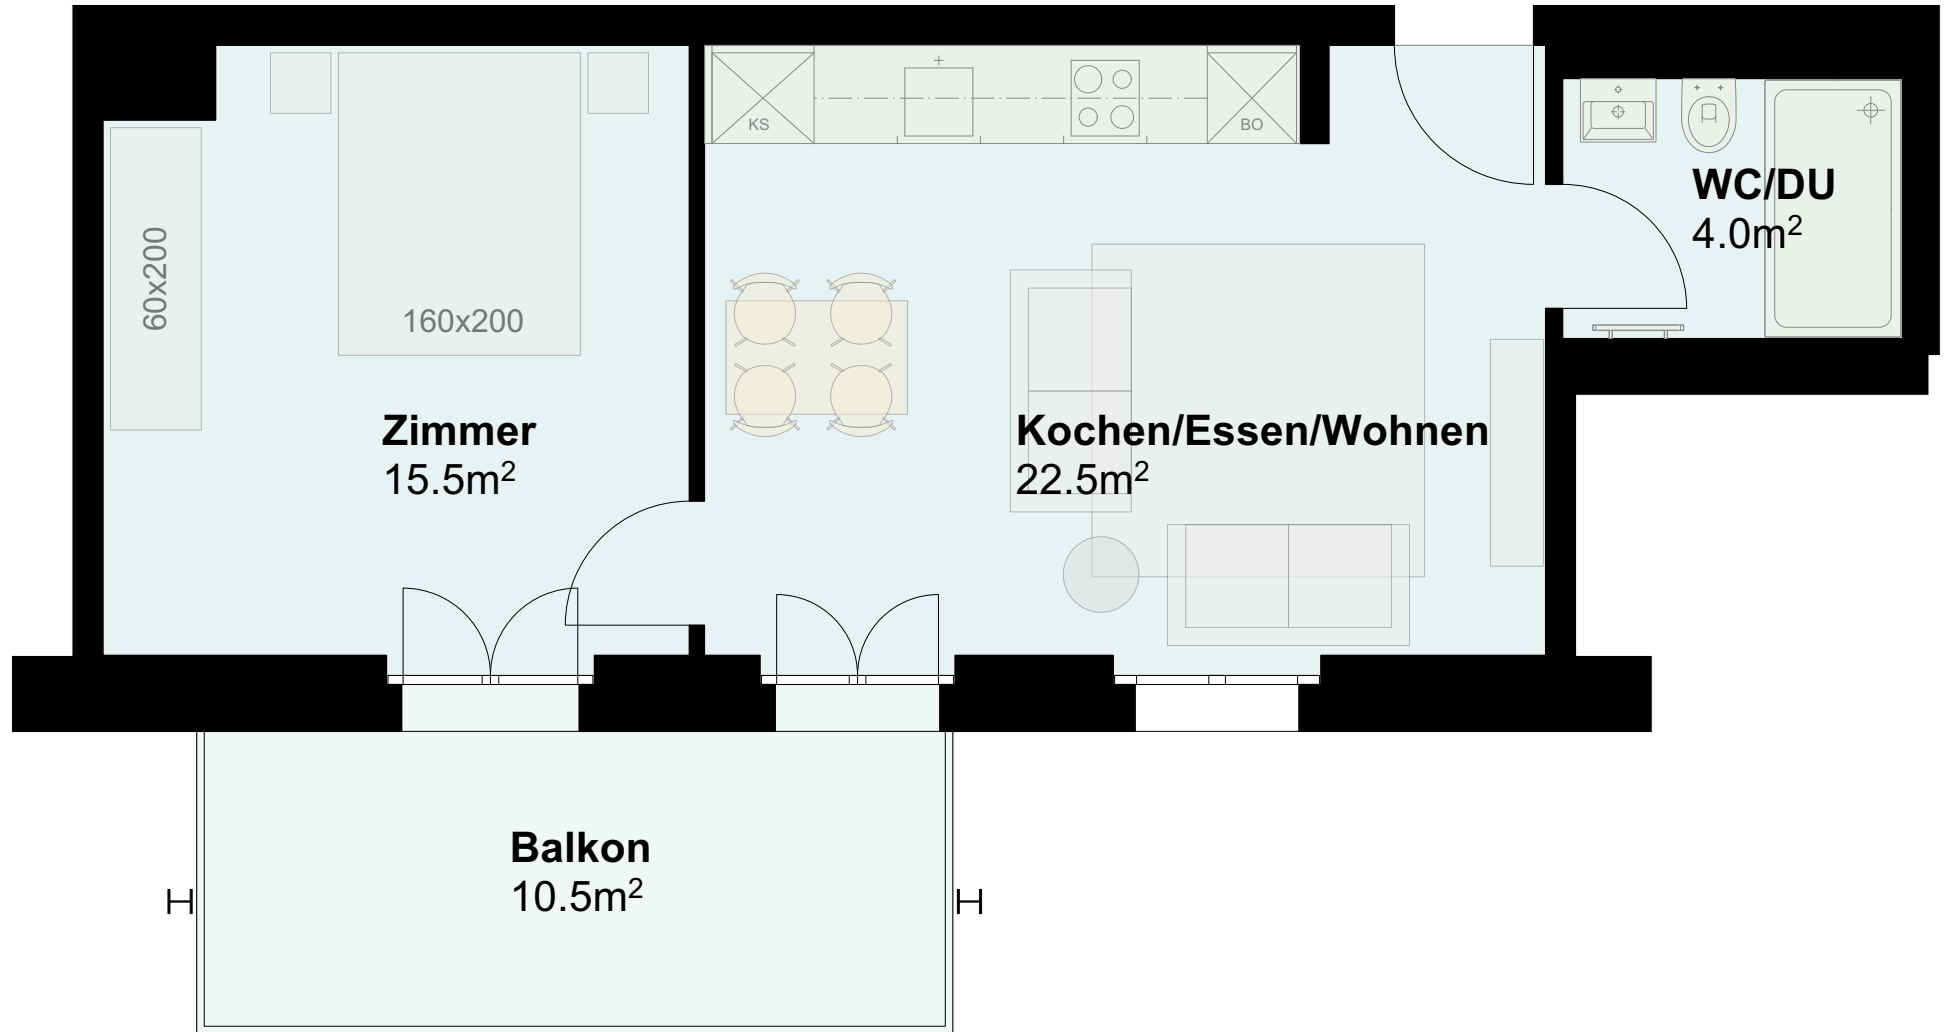 KS
BO
WC/DU
4.0m²
60x200
160x200
Zimmer
15.5m²
Kochen/Essen/Wohnen
22.5m²
Balkon
10.5m²